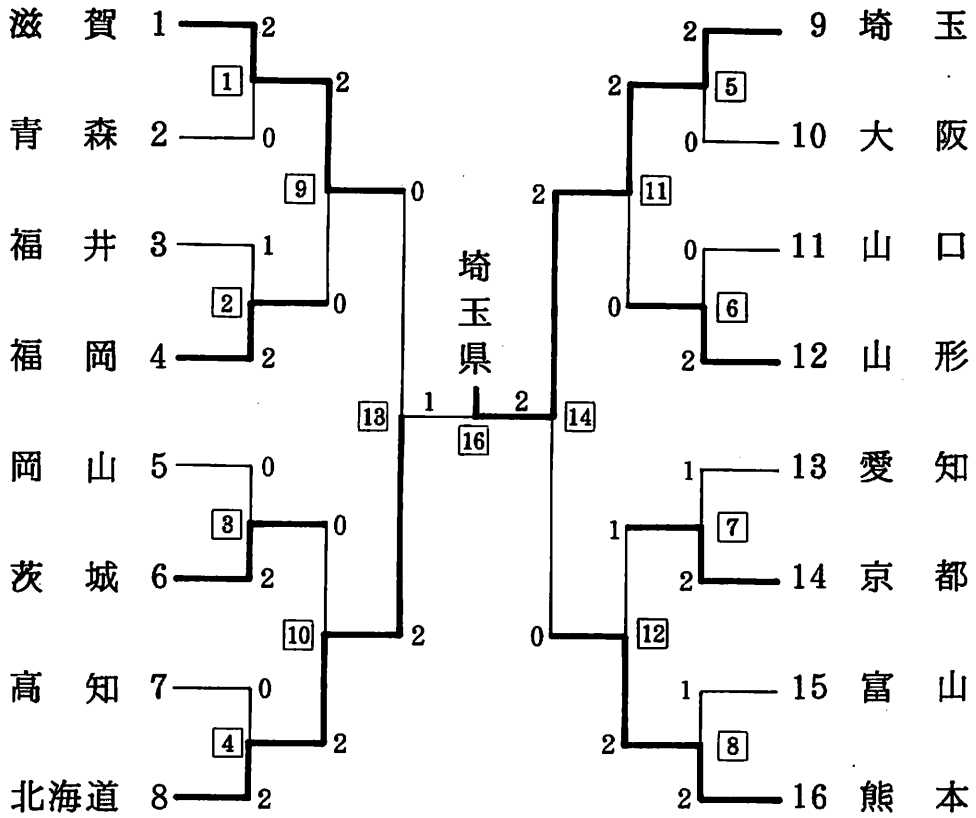 滋賀 1 2
1 2
青森 2 0
9 0
福井 3 1
2 0
福岡 4 2
13 1
岡山 5 0
3 0
茨城 6 2
10 2
高知 7 0
4 2
北海道 8 2
埼玉県
16
2 9 埼玉
2 5
0 10 大阪
2 11
0 11 山口
0 6
2 12 山形
2 14
1 13 愛知
1 7
2 14 京都
0 12
1 15 富山
2 8
2 16 熊本